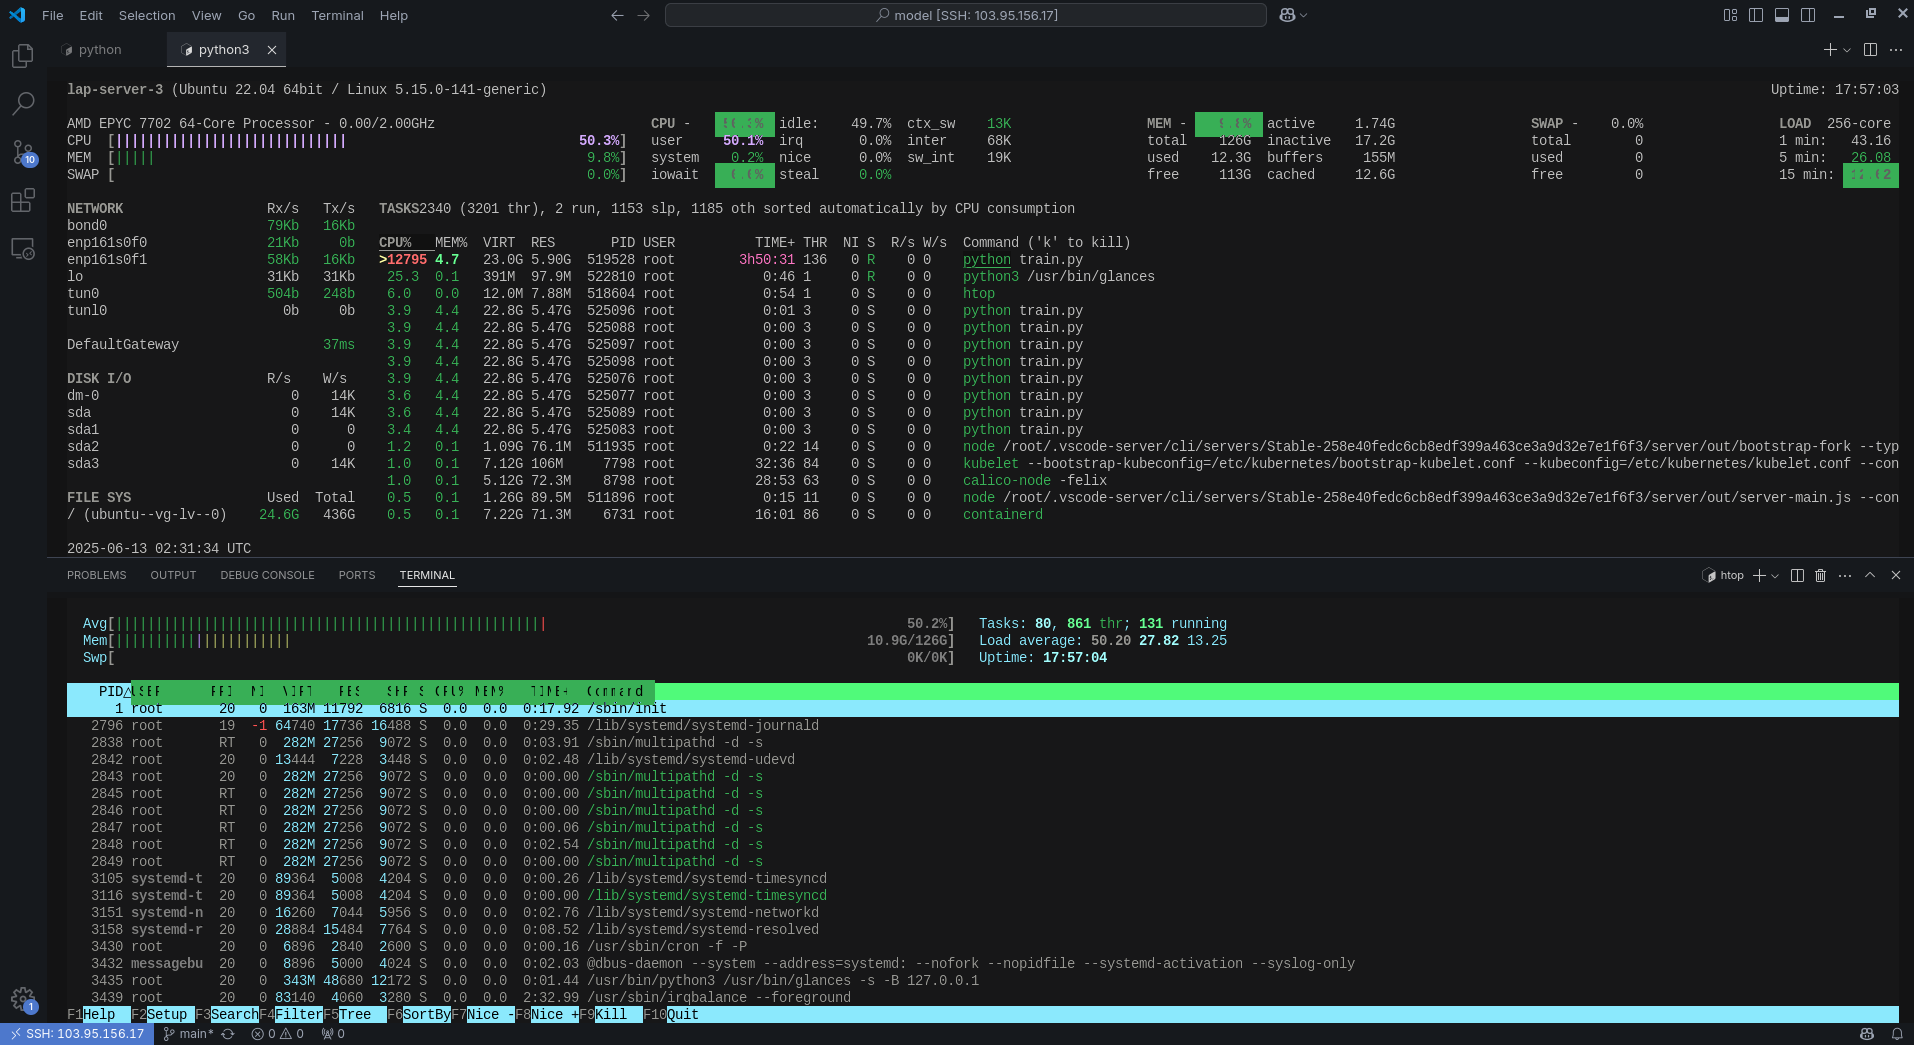 File Edit Selection View Go Run Terminal Help
model [SSH: 103.95.156.17]
python python3
lap-server-3 (Ubuntu 22.04 64bit / Linux 5.15.0-141-generic) Uptime: 17:57:03
AMD EPYC 7702 64-Core Processor - 0.00/2.00GHz CPU - 50.3% idle: 49.7% ctx_sw 13K MEM - 9.8% active 1.74G SWAP - 0.0% LOAD 256-core
CPU [ 50.3%] user 50.1% irq 0.0% inter 68K total 126G inactive 17.2G total 0 1 min: 43.16
MEM [ 9.8%] system 0.2% nice 0.0% sw_int 19K used 12.3G buffers 155M used 0 5 min: 26.08
SWAP [ 0.0%] iowait 0.0% steal 0.0% free 113G cached 12.6G free 0 15 min:
NETWORK Rx/s Tx/s TASKS2340 (3201 thr), 2 run, 1153 slp, 1185 oth sorted automatically by CPU consumption
bond0 79Kb 16Kb
enp161s0f0 21Kb 0b CPU% MEM% VIRT RES PID USER TIME+ THR NI S R/s W/s Command ('k' to kill)
enp161s0f1 58Kb 16Kb >12795 4.7 23.0G 5.90G 519528 root 3h50:31 136 0 R 0 0 python train.py
lo 31Kb 31Kb 25.3 0.1 391M 97.9M 522810 root 0:46 1 0 R 0 0 python3 /usr/bin/glances
tun0 504b 248b 6.0 0.0 12.0M 7.88M 518604 root 0:54 1 0 S 0 0 htop
tunl0 0b 0b 3.9 4.4 22.8G 5.47G 525096 root 0:01 3 0 S 0 0 python train.py
3.9 4.4 22.8G 5.47G 525088 root 0:00 3 0 S 0 0 python train.py
DefaultGateway 37ms 3.9 4.4 22.8G 5.47G 525097 root 0:00 3 0 S 0 0 python train.py
3.9 4.4 22.8G 5.47G 525098 root 0:00 3 0 S 0 0 python train.py
DISK I/O R/s W/s 3.9 4.4 22.8G 5.47G 525076 root 0:00 3 0 S 0 0 python train.py
dm-0 0 14K 3.6 4.4 22.8G 5.47G 525077 root 0:00 3 0 S 0 0 python train.py
sda 0 14K 3.6 4.4 22.8G 5.47G 525089 root 0:00 3 0 S 0 0 python train.py
sda1 0 0 3.4 4.4 22.8G 5.47G 525083 root 0:00 3 0 S 0 0 python train.py
sda2 0 0 1.2 0.1 1.09G 76.1M 511935 root 0:22 14 0 S 0 0 node /root/.vscode-server/cli/servers/Stable-258e40fedc6cb8edf399a463ce3a9d32e7e1f6f3/server/out/bootstrap-fork --typ
sda3 0 14K 1.0 0.1 7.12G 106M 7798 root 32:36 84 0 S 0 0 kubelet --bootstrap-kubeconfig=/etc/kubernetes/bootstrap-kubelet.conf --kubeconfig=/etc/kubernetes/kubelet.conf --con
1.0 0.1 5.12G 72.3M 8798 root 28:53 63 0 S 0 0 calico-node -felix
FILE SYS Used Total 0.5 0.1 1.26G 89.5M 511896 root 0:15 11 0 S 0 0 node /root/.vscode-server/cli/servers/Stable-258e40fedc6cb8edf399a463ce3a9d32e7e1f6f3/server/out/server-main.js --con
/ (ubuntu--vg-lv--0) 24.6G 436G 0.5 0.1 7.22G 71.3M 6731 root 16:01 86 0 S 0 0 containerd
2025-06-13 02:31:34 UTC
PROBLEMS OUTPUT DEBUG CONSOLE PORTS TERMINAL htop
Avg[ 50.2%] Tasks: 80, 861 thr; 131 running
Mem[ 10.9G/126G] Load average: 50.20 27.82 13.25
Swp[ 0K/0K] Uptime: 17:57:04
PID△USER PRI NI VIRT RES SHR S CPU% MEM% TIME+ Command
1 root 20 0 163M 11792 6816 S 0.0 0.0 0:17.92 /sbin/init
2796 root 19 -1 64740 17736 16488 S 0.0 0.0 0:29.35 /lib/systemd/systemd-journald
2838 root RT 0 282M 27256 9072 S 0.0 0.0 0:03.91 /sbin/multipathd -d -s
2842 root 20 0 13444 7228 3448 S 0.0 0.0 0:02.48 /lib/systemd/systemd-udevd
2843 root 20 0 282M 27256 9072 S 0.0 0.0 0:00.00 /sbin/multipathd -d -s
2845 root RT 0 282M 27256 9072 S 0.0 0.0 0:00.00 /sbin/multipathd -d -s
2846 root RT 0 282M 27256 9072 S 0.0 0.0 0:00.00 /sbin/multipathd -d -s
2847 root RT 0 282M 27256 9072 S 0.0 0.0 0:00.06 /sbin/multipathd -d -s
2848 root RT 0 282M 27256 9072 S 0.0 0.0 0:02.54 /sbin/multipathd -d -s
2849 root RT 0 282M 27256 9072 S 0.0 0.0 0:00.00 /sbin/multipathd -d -s
3105 systemd-t 20 0 89364 5008 4204 S 0.0 0.0 0:00.26 /lib/systemd/systemd-timesyncd
3116 systemd-t 20 0 89364 5008 4204 S 0.0 0.0 0:00.00 /lib/systemd/systemd-timesyncd
3151 systemd-n 20 0 16260 7044 5956 S 0.0 0.0 0:02.76 /lib/systemd/systemd-networkd
3158 systemd-r 20 0 28884 15484 7764 S 0.0 0.0 0:08.52 /lib/systemd/systemd-resolved
3430 root 20 0 6896 2840 2600 S 0.0 0.0 0:00.16 /usr/sbin/cron -f -P
3432 messagebu 20 0 8896 5000 4024 S 0.0 0.0 0:02.03 @dbus-daemon --system --address=systemd: --nofork --nopidfile --systemd-activation --syslog-only
3435 root 20 0 343M 48680 12172 S 0.0 0.0 0:01.44 /usr/bin/python3 /usr/bin/glances -s -B 127.0.0.1
3439 root 20 0 83140 4060 3280 S 0.0 0.0 2:32.99 /usr/sbin/irqbalance --foreground
F1Help F2Setup F3SearchF4FilterF5Tree F6SortByF7Nice -F8Nice +F9Kill F10Quit
SSH: 103.95.156.17 main* 0 0 0
10
1